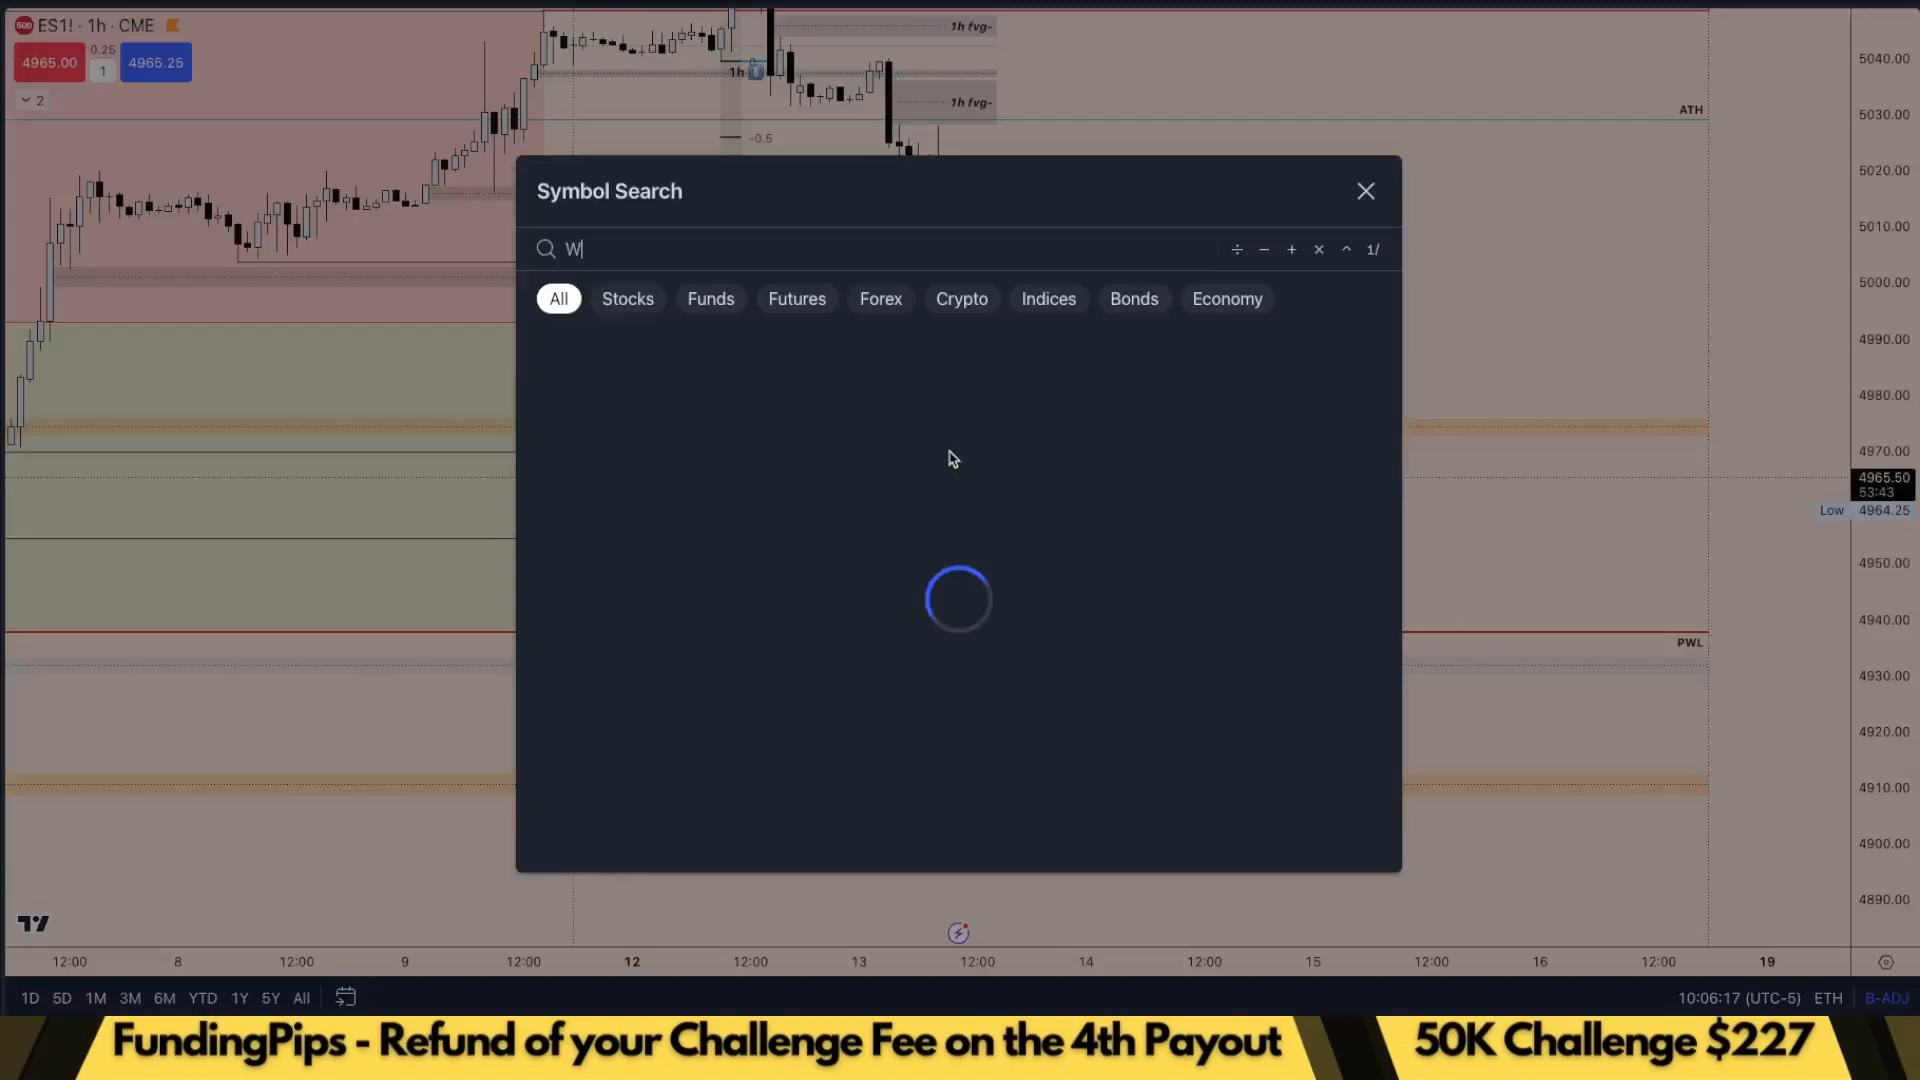 ES1! · 1h · CME
4965.00
0.25
1
4965.25
2
1h fvg-
0
1h
1h fvg-
-0.5
ATH
PWL
Symbol Search
W
÷ − + × ^ 1/
All
Stocks
Funds
Futures
Forex
Crypto
Indices
Bonds
Economy
5040.00
5030.00
5020.00
5010.00
5000.00
4990.00
4980.00
4970.00
4965.50
53:43
Low 4964.25
4950.00
4940.00
4930.00
4920.00
4910.00
4900.00
4890.00
12:00 8 12:00 9 12:00 12 12:00 13 12:00 14 12:00 15 12:00 16 12:00 19
1D 5D 1M 3M 6M YTD 1Y 5Y All
10:06:17 (UTC-5) ETH B-ADJ
FundingPips - Refund of your Challenge Fee on the 4th Payout
50K Challenge $227